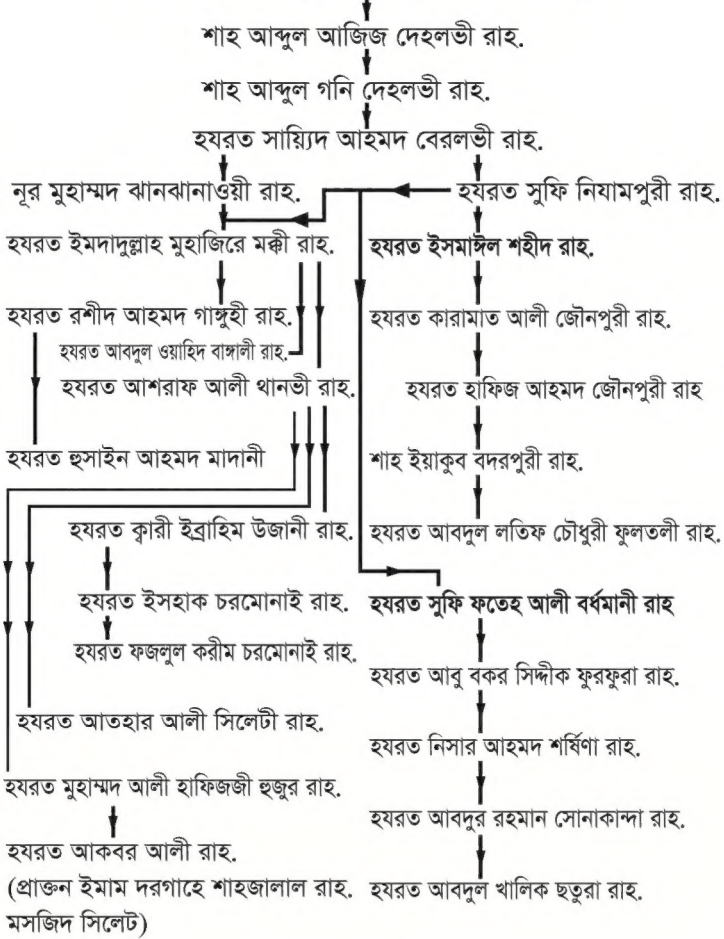 শাহ আব্দুল আজিজ দেহলভী রাহ.
শাহ আব্দুল গনি দেহলভী রাহ.
হযরত সায়্যিদ আহমদ বেরলভী রাহ.
নূর মুহাম্মদ ঝানঝানাওয়ী রাহ.
হযরত সুফি নিযামপুরী রাহ.
হযরত ইমদাদুল্লাহ মুহাজিরে মক্কী রাহ.
হযরত ইসমাঈল শহীদ রাহ.
হযরত রশীদ আহমদ গাঙ্গুহী রাহ.
হযরত কারামাত আলী জৌনপুরী রাহ.
হযরত আবদুল ওয়াহিদ বাঙ্গালী রাহ.
হযরত আশরাফ আলী থানভী রাহ.
হযরত হাফিজ আহমদ জৌনপুরী রাহ
হযরত হুসাইন আহমদ মাদানী
শাহ ইয়াকুব বদরপুরী রাহ.
হযরত ক্বারী ইব্রাহিম উজানী রাহ.
হযরত আবদুল লতিফ চৌধুরী ফুলতলী রাহ.
হযরত ইসহাক চরমোনাই রাহ.
হযরত সুফি ফতেহ আলী বর্ধমানী রাহ
হযরত ফজলুল করীম চরমোনাই রাহ.
হযরত আবু বকর সিদ্দীক ফুরফুরা রাহ.
হযরত আতহার আলী সিলেটী রাহ.
হযরত নিসার আহমদ শর্ষিণা রাহ.
হযরত মুহাম্মদ আলী হাফিজজী হুজুর রাহ.
হযরত আবদুর রহমান সোনাকান্দা রাহ.
হযরত আকবর আলী রাহ.
(প্রাক্তন ইমাম দরগাহে শাহজালাল রাহ.
হযরত আবদুল খালিক ছতুরা রাহ.
মসজিদ সিলেট)